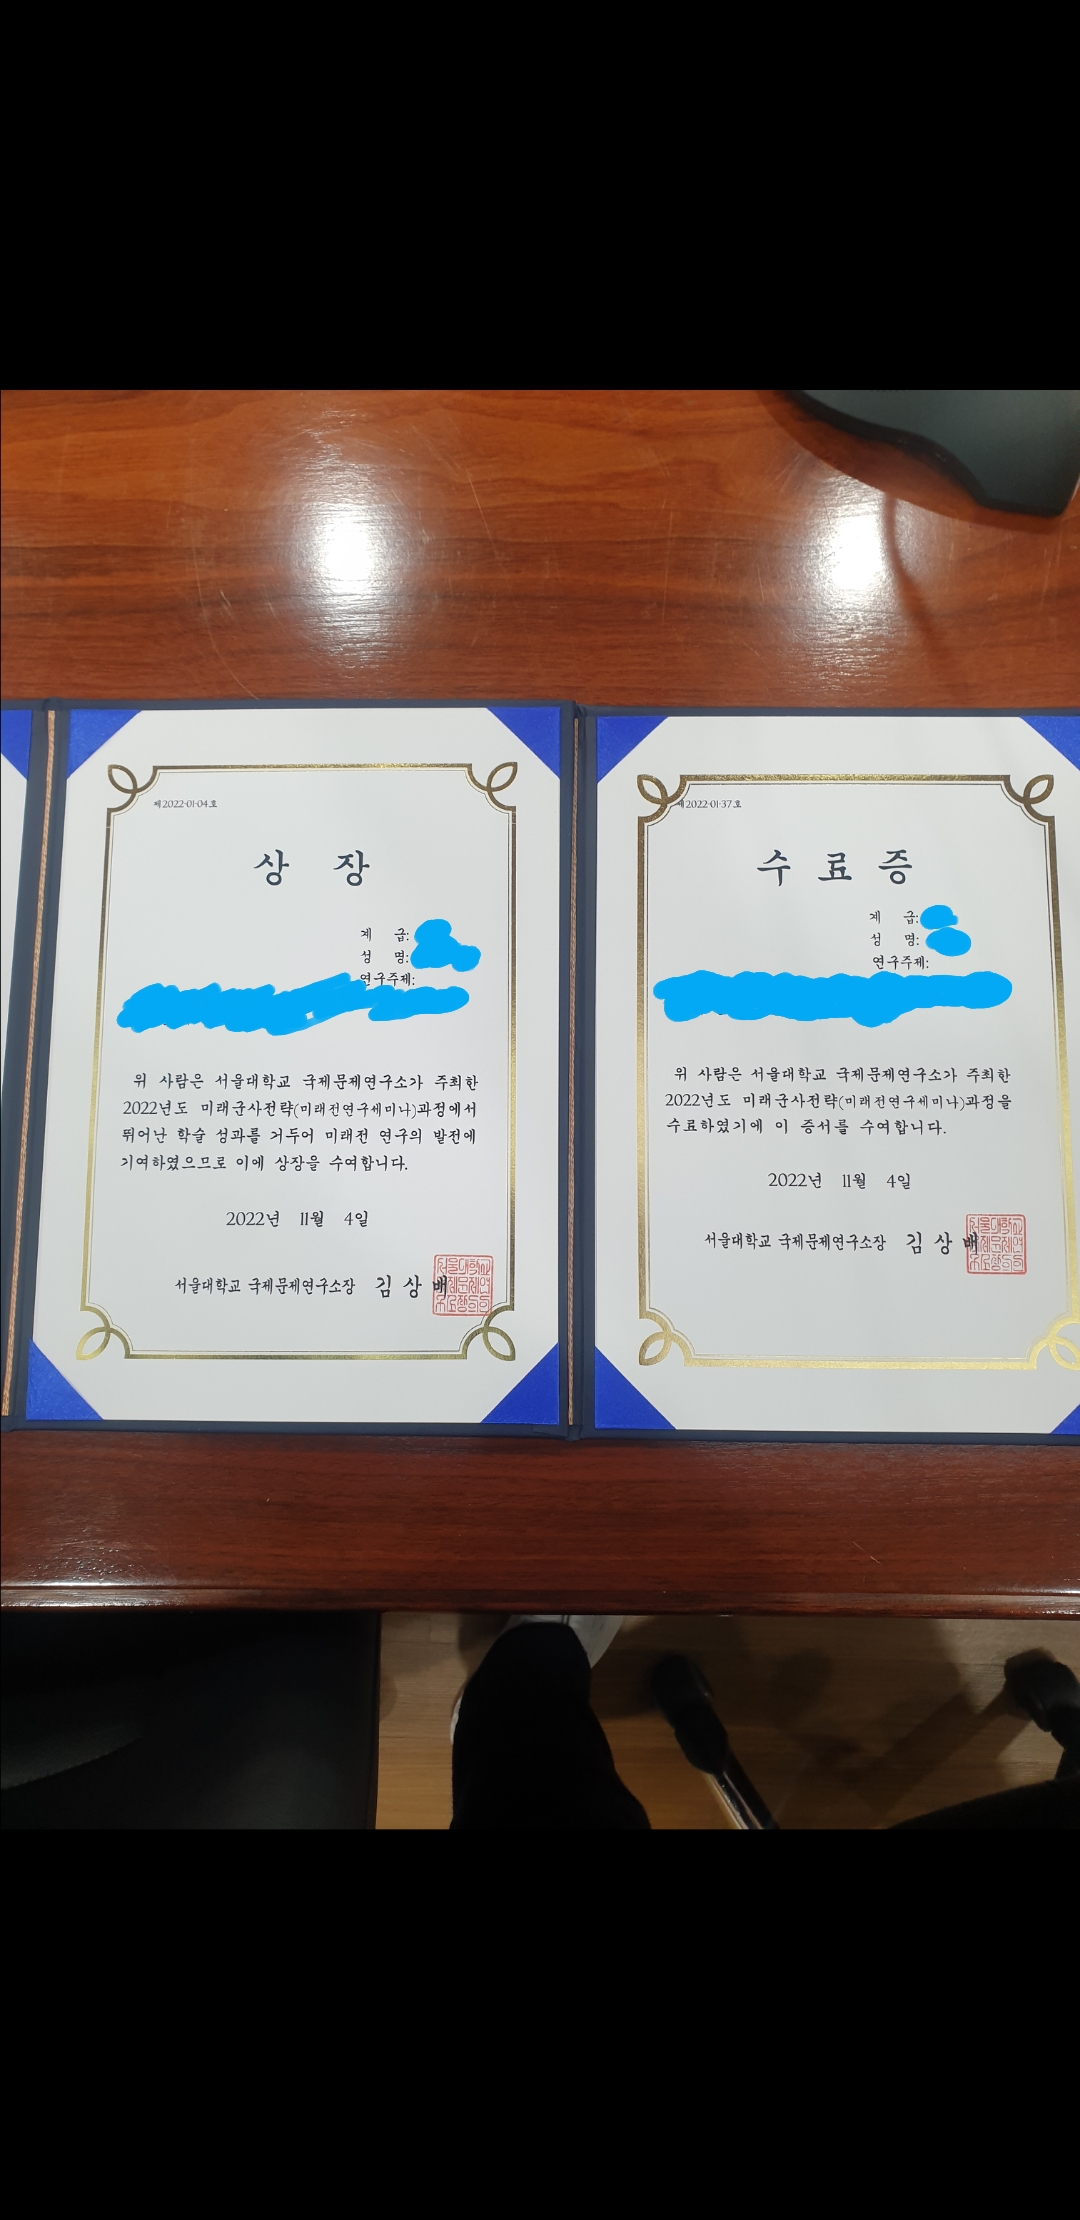 제2022-01-04호
상 장
계 급:
성 명:
연구주제:
위 사람은 서울대학교 국제문제연구소가 주최한
2022년도 미래군사전략(미래전연구세미나)과정에서
뛰어난 학술 성과를 거두어 미래전 연구의 발전에
기여하였으므로 이에 상장을 수여합니다.
2022년 11월 4일
서울대학교 국제문제연구소장 김 상 배
제2022-01-37호
수 료 증
계 급:
성 명:
연구주제:
위 사람은 서울대학교 국제문제연구소가 주최한
2022년도 미래군사전략(미래전연구세미나)과정을
수료하였기에 이 증서를 수여합니다.
2022년 11월 4일
서울대학교 국제문제연구소장 김 상 배